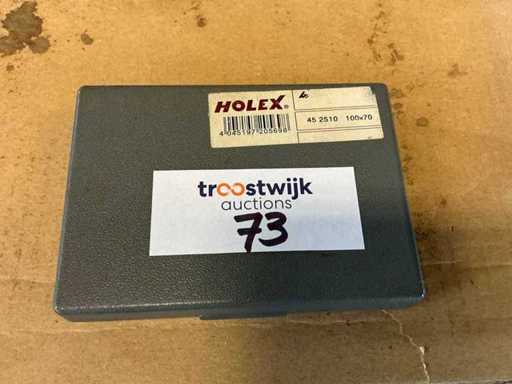 HOLEX®
4 045197 205698
45 2510 100x70
troostwijk
auctions
73